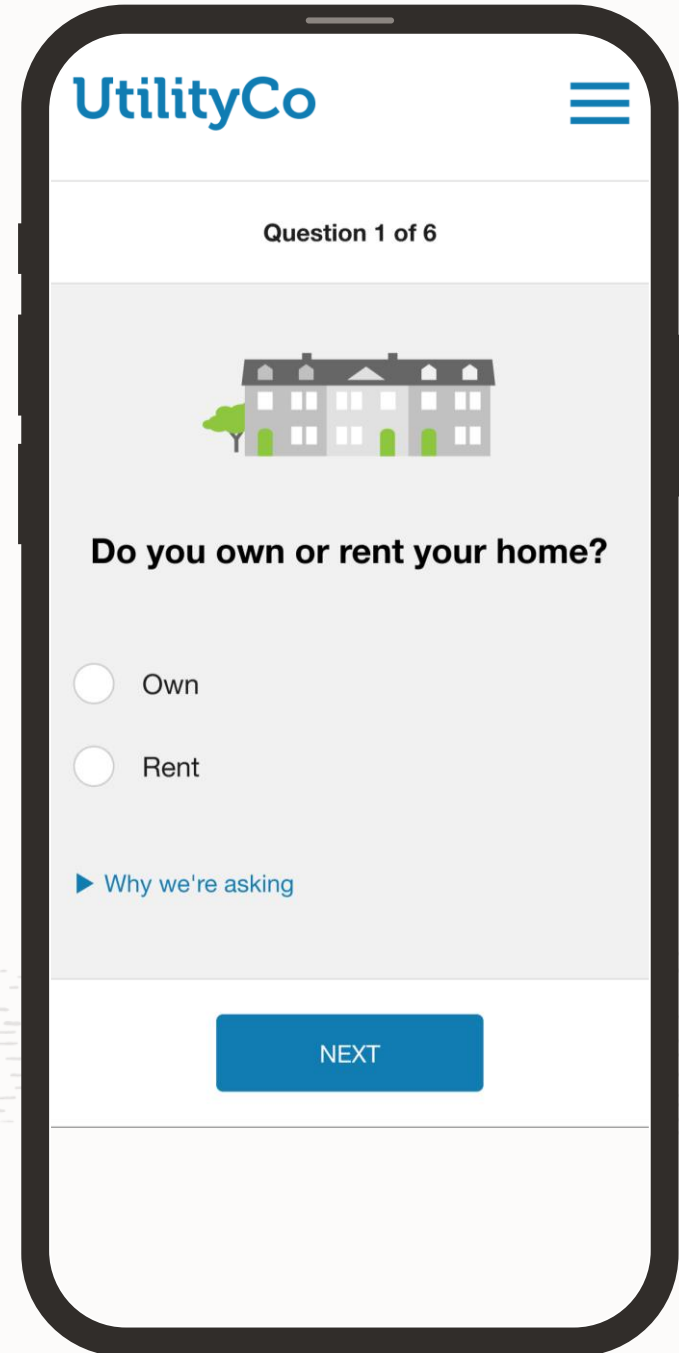 UtilityCo
Question 1 of 6
Do you own or rent your home?
Own
Rent
Why we're asking
NEXT